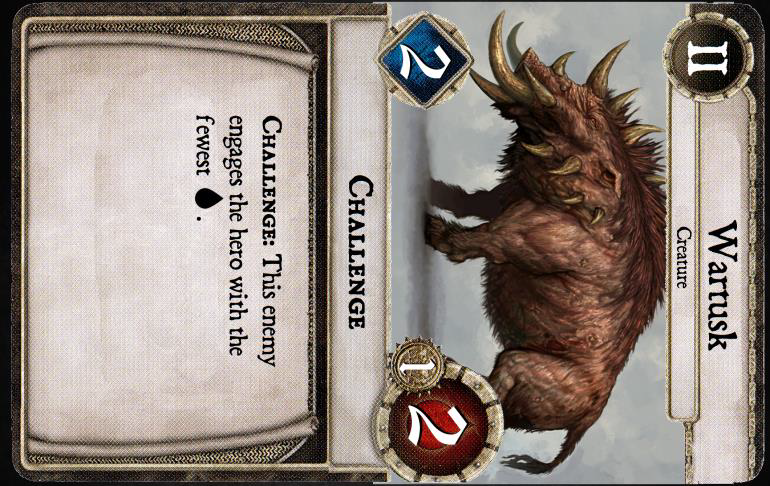 II
Wartusk
Creature
2
1
2
CHALLENGE
CHALLENGE: This enemy
engages the hero with the
fewest .